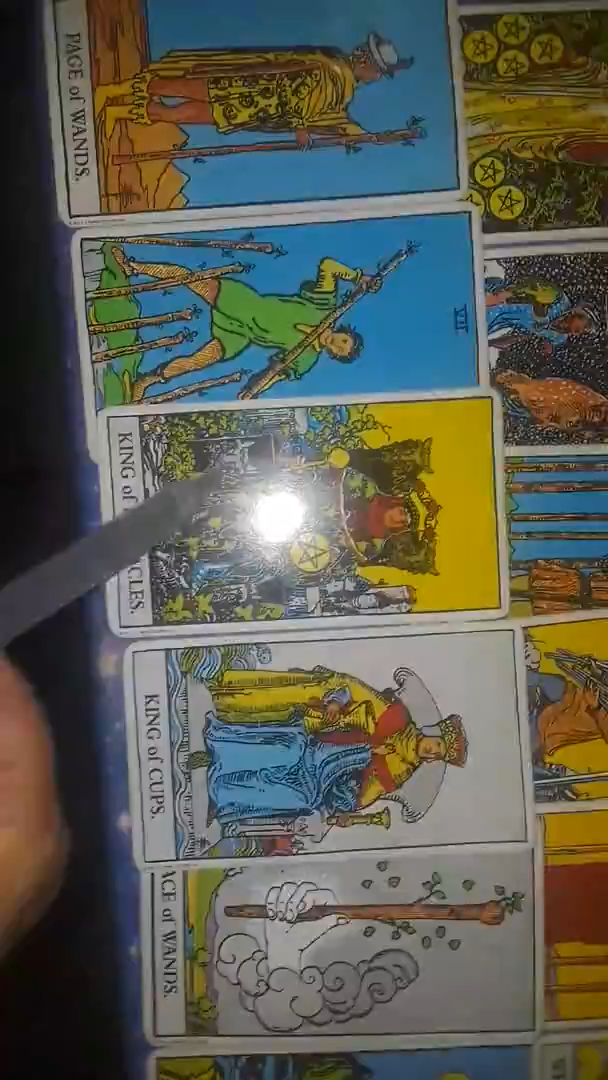 PAGE of WANDS.
VII
KING of CLES.
KING of CUPS.
ACE of WANDS.